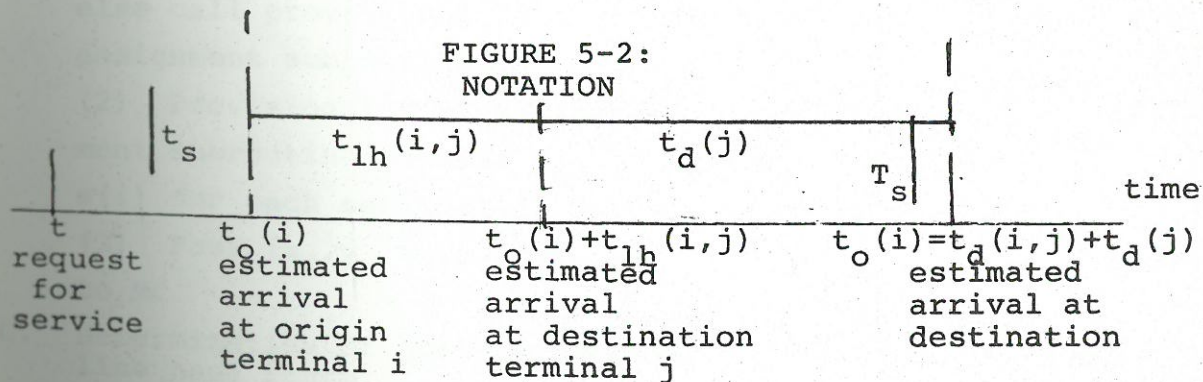 FIGURE 5-2:
NOTATION
t_s
t_lh(i,j)
t_d(j)
T_s
time
t
request
for
service
t_o(i)
estimated
arrival
at origin
terminal i
t_o(i)+t_lh(i,j)
estimated
arrival
at destination
terminal j
t_o(i)=t_d(i,j)+t_d(j)
estimated
arrival at
destination